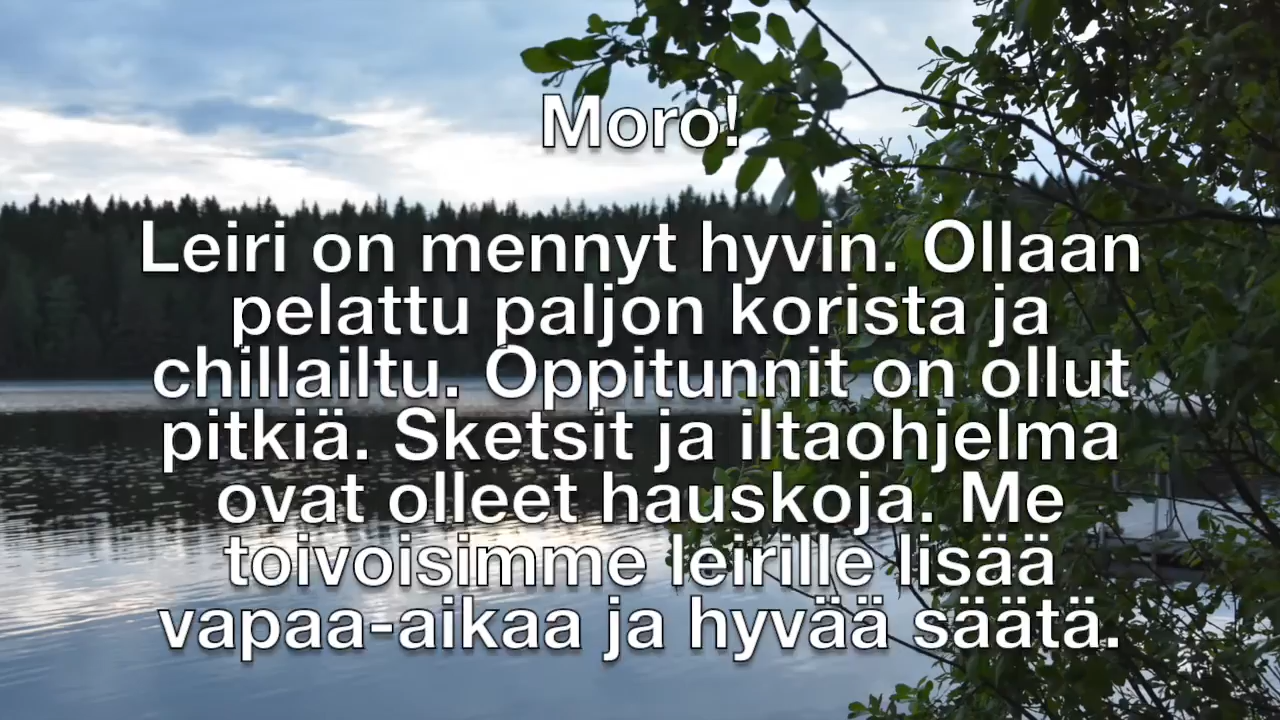 Moro!
Leiri on mennyt hyvin. Ollaan
pelattu paljon korista ja
chillailtu. Oppitunnit on ollut
pitkiä. Sketsit ja iltaohjelma
ovat olleet hauskoja. Me
toivoisimme leirille lisää
vapaa-aikaa ja hyvää säätä.